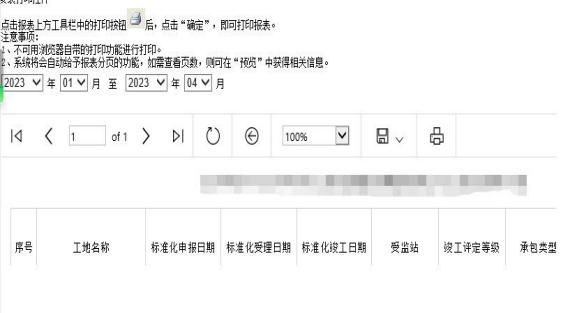 点击报表上方工具栏中的打印按钮 后，点击“确定”，即可打印报表。
注意事项：
1、不可用浏览器自带的打印功能进行打印。
2、系统将会自动给予报表分页的功能，如需查看页数，则可在“预览”中获得相关信息。
2023 年 01 月 至 2023 年 04 月
1 of 1 100%
序号 工地名称 标准化申报日期 标准化受理日期 标准化竣工日期 受监站 竣工评定等级 承包类型